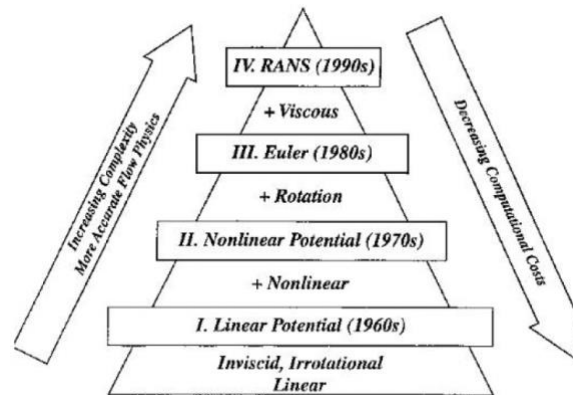 IV. RANS (1990s)
+ Viscous
III. Euler (1980s)
+ Rotation
II. Nonlinear Potential (1970s)
+ Nonlinear
I. Linear Potential (1960s)
Inviscid, Irrotational
Linear
Increasing Complexity
More Accurate Flow Physics
Decreasing Computational Costs